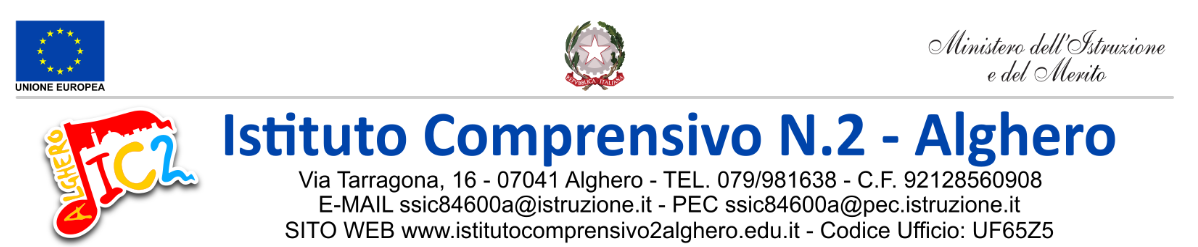 UNIONE EUROPEA
REPVBBLICA ITALIANA
Ministero dell'Istruzione
e del Merito
ALGHERO
IC2
Istituto Comprensivo N.2 - Alghero
Via Tarragona, 16 - 07041 Alghero - TEL. 079/981638 - C.F. 92128560908
E-MAIL ssic84600a@istruzione.it - PEC ssic84600a@pec.istruzione.it
SITO WEB www.istitutocomprensivo2alghero.edu.it - Codice Ufficio: UF65Z5